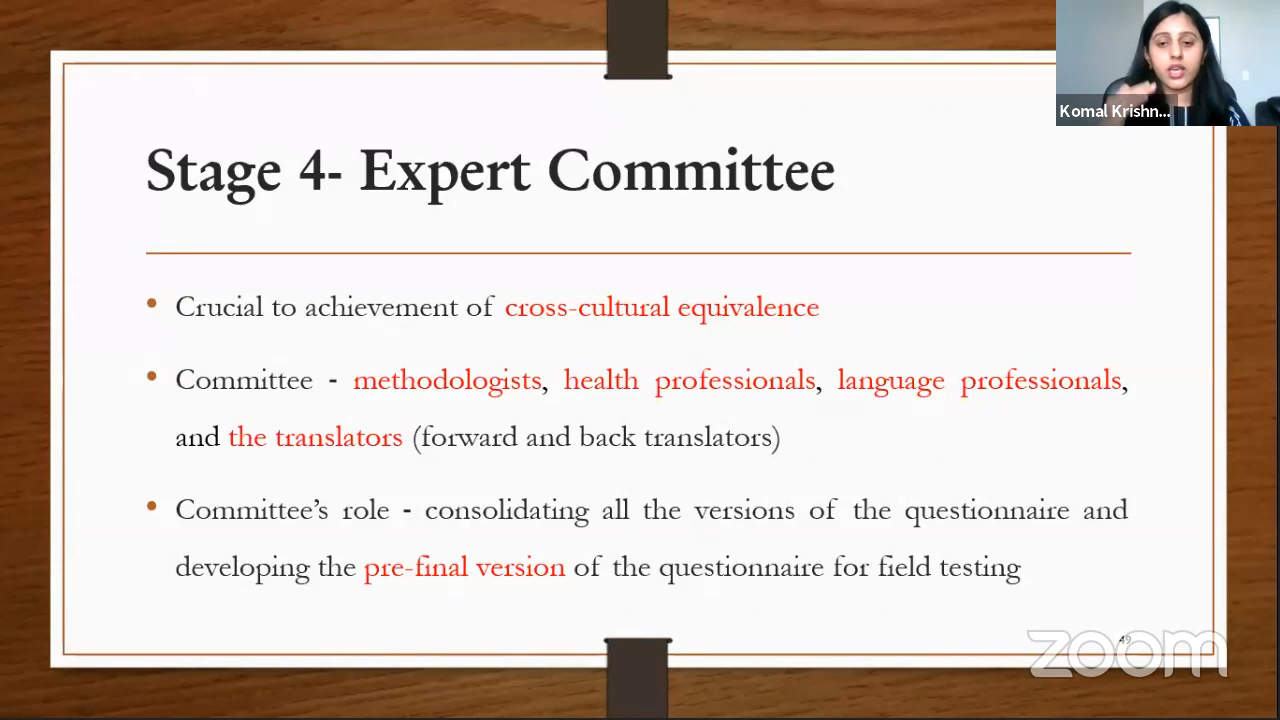 Komal Krishn...
Stage 4- Expert Committee
• Crucial to achievement of cross-cultural equivalence
• Committee - methodologists, health professionals, language professionals,
and the translators (forward and back translators)
• Committee’s role - consolidating all the versions of the questionnaire and
developing the pre-final version of the questionnaire for field testing
49
zoom